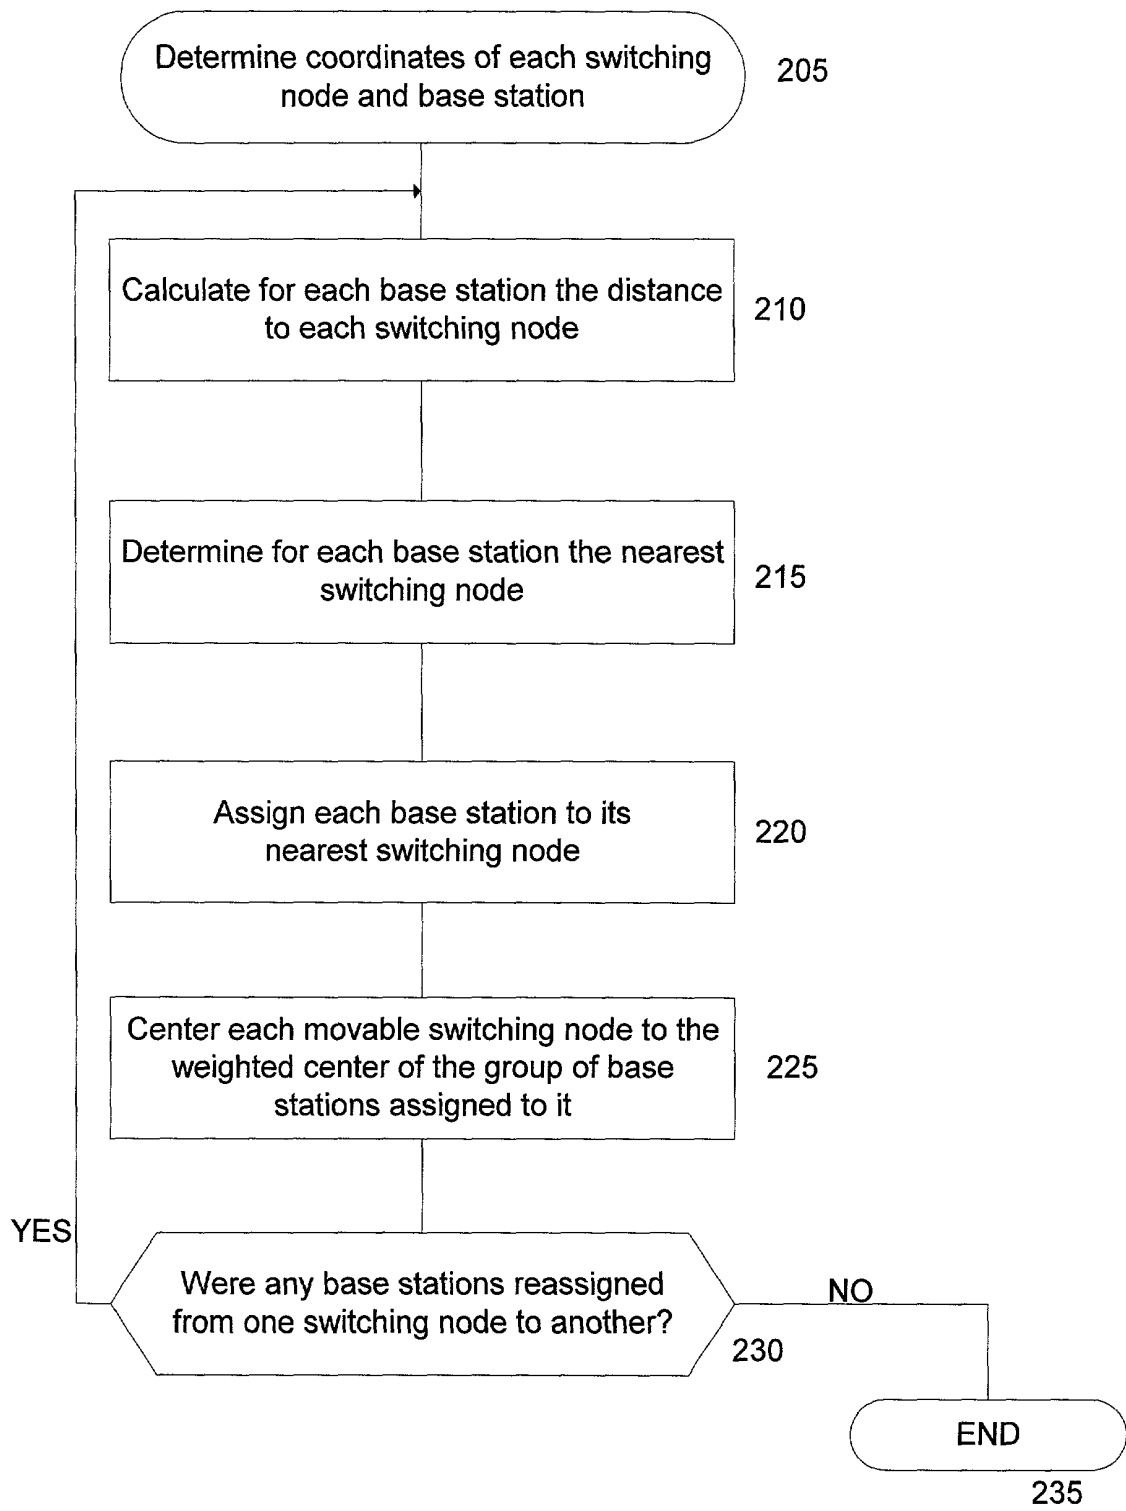 Determine coordinates of each switching
node and base station
205
Calculate for each base station the distance
to each switching node
210
Determine for each base station the nearest
switching node
215
Assign each base station to its
nearest switching node
220
Center each movable switching node to the
weighted center of the group of base
stations assigned to it
225
YES
Were any base stations reassigned
from one switching node to another?
NO
230
END
235